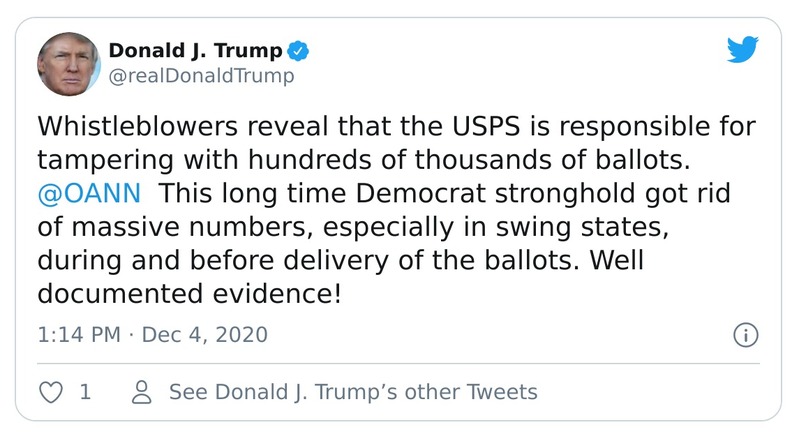 Donald J. Trump
@realDonaldTrump
Whistleblowers reveal that the USPS is responsible for
tampering with hundreds of thousands of ballots.
@OANN This long time Democrat stronghold got rid
of massive numbers, especially in swing states,
during and before delivery of the ballots. Well
documented evidence!
1:14 PM · Dec 4, 2020
1 See Donald J. Trump’s other Tweets